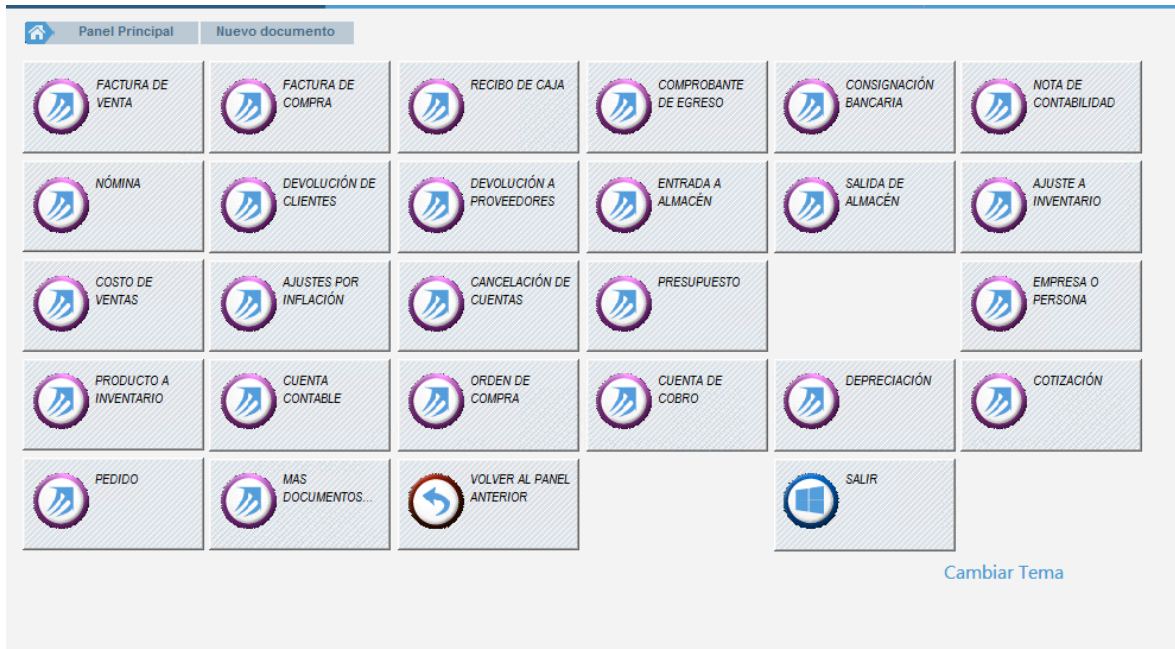 Panel Principal
Nuevo documento
FACTURA DE
VENTA
FACTURA DE
COMPRA
RECIBO DE CAJA
COMPROBANTE
DE EGRESO
CONSIGNACIÓN
BANCARIA
NOTA DE
CONTABILIDAD
NÓMINA
DEVOLUCIÓN DE
CLIENTES
DEVOLUCIÓN A
PROVEEDORES
ENTRADA A
ALMACÉN
SALIDA DE
ALMACÉN
AJUSTE A
INVENTARIO
COSTO DE
VENTAS
AJUSTES POR
INFLACIÓN
CANCELACIÓN DE
CUENTAS
PRESUPUESTO
EMPRESA O
PERSONA
PRODUCTO A
INVENTARIO
CUENTA
CONTABLE
ORDEN DE
COMPRA
CUENTA DE
COBRO
DEPRECIACIÓN
COTIZACIÓN
PEDIDO
MAS
DOCUMENTOS...
VOLVER AL PANEL
ANTERIOR
SALIR
Cambiar Tema